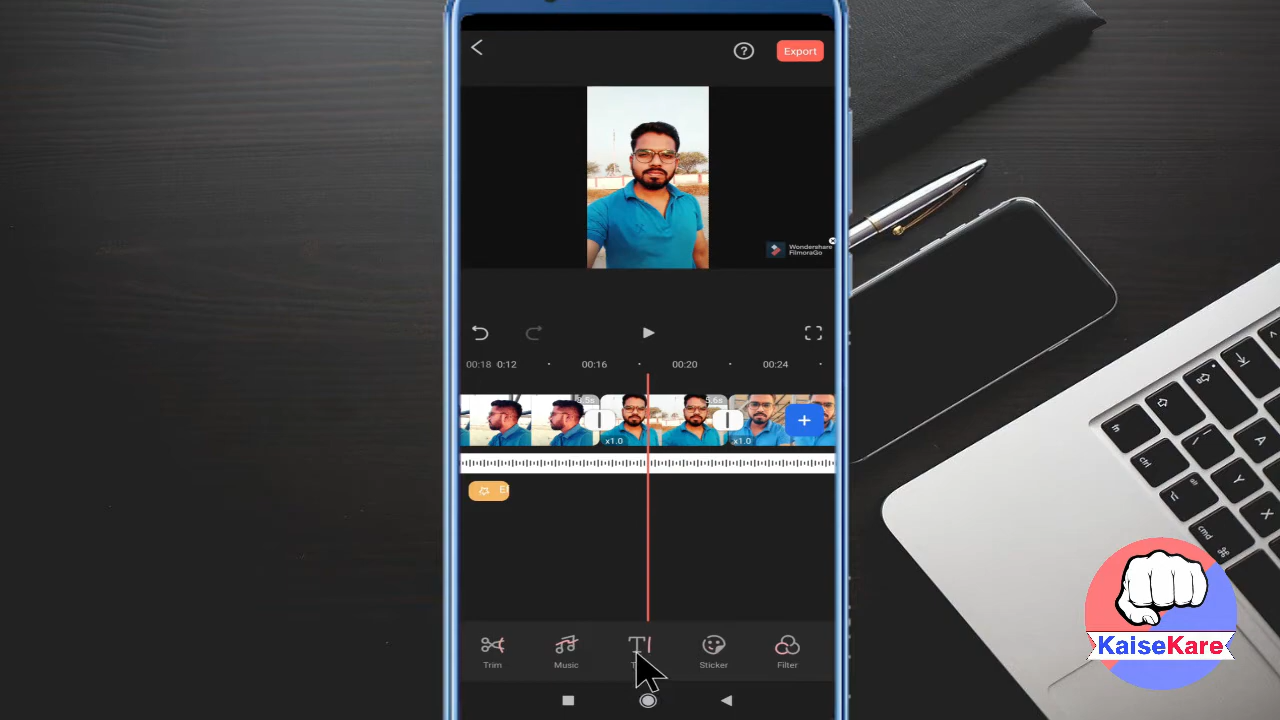 Export
Wondershare
FilmoraGo
00:18 0:12 00:16 00:20 00:24
x1.0 x1.0
Trim Music Sticker Filter
KaiseKare